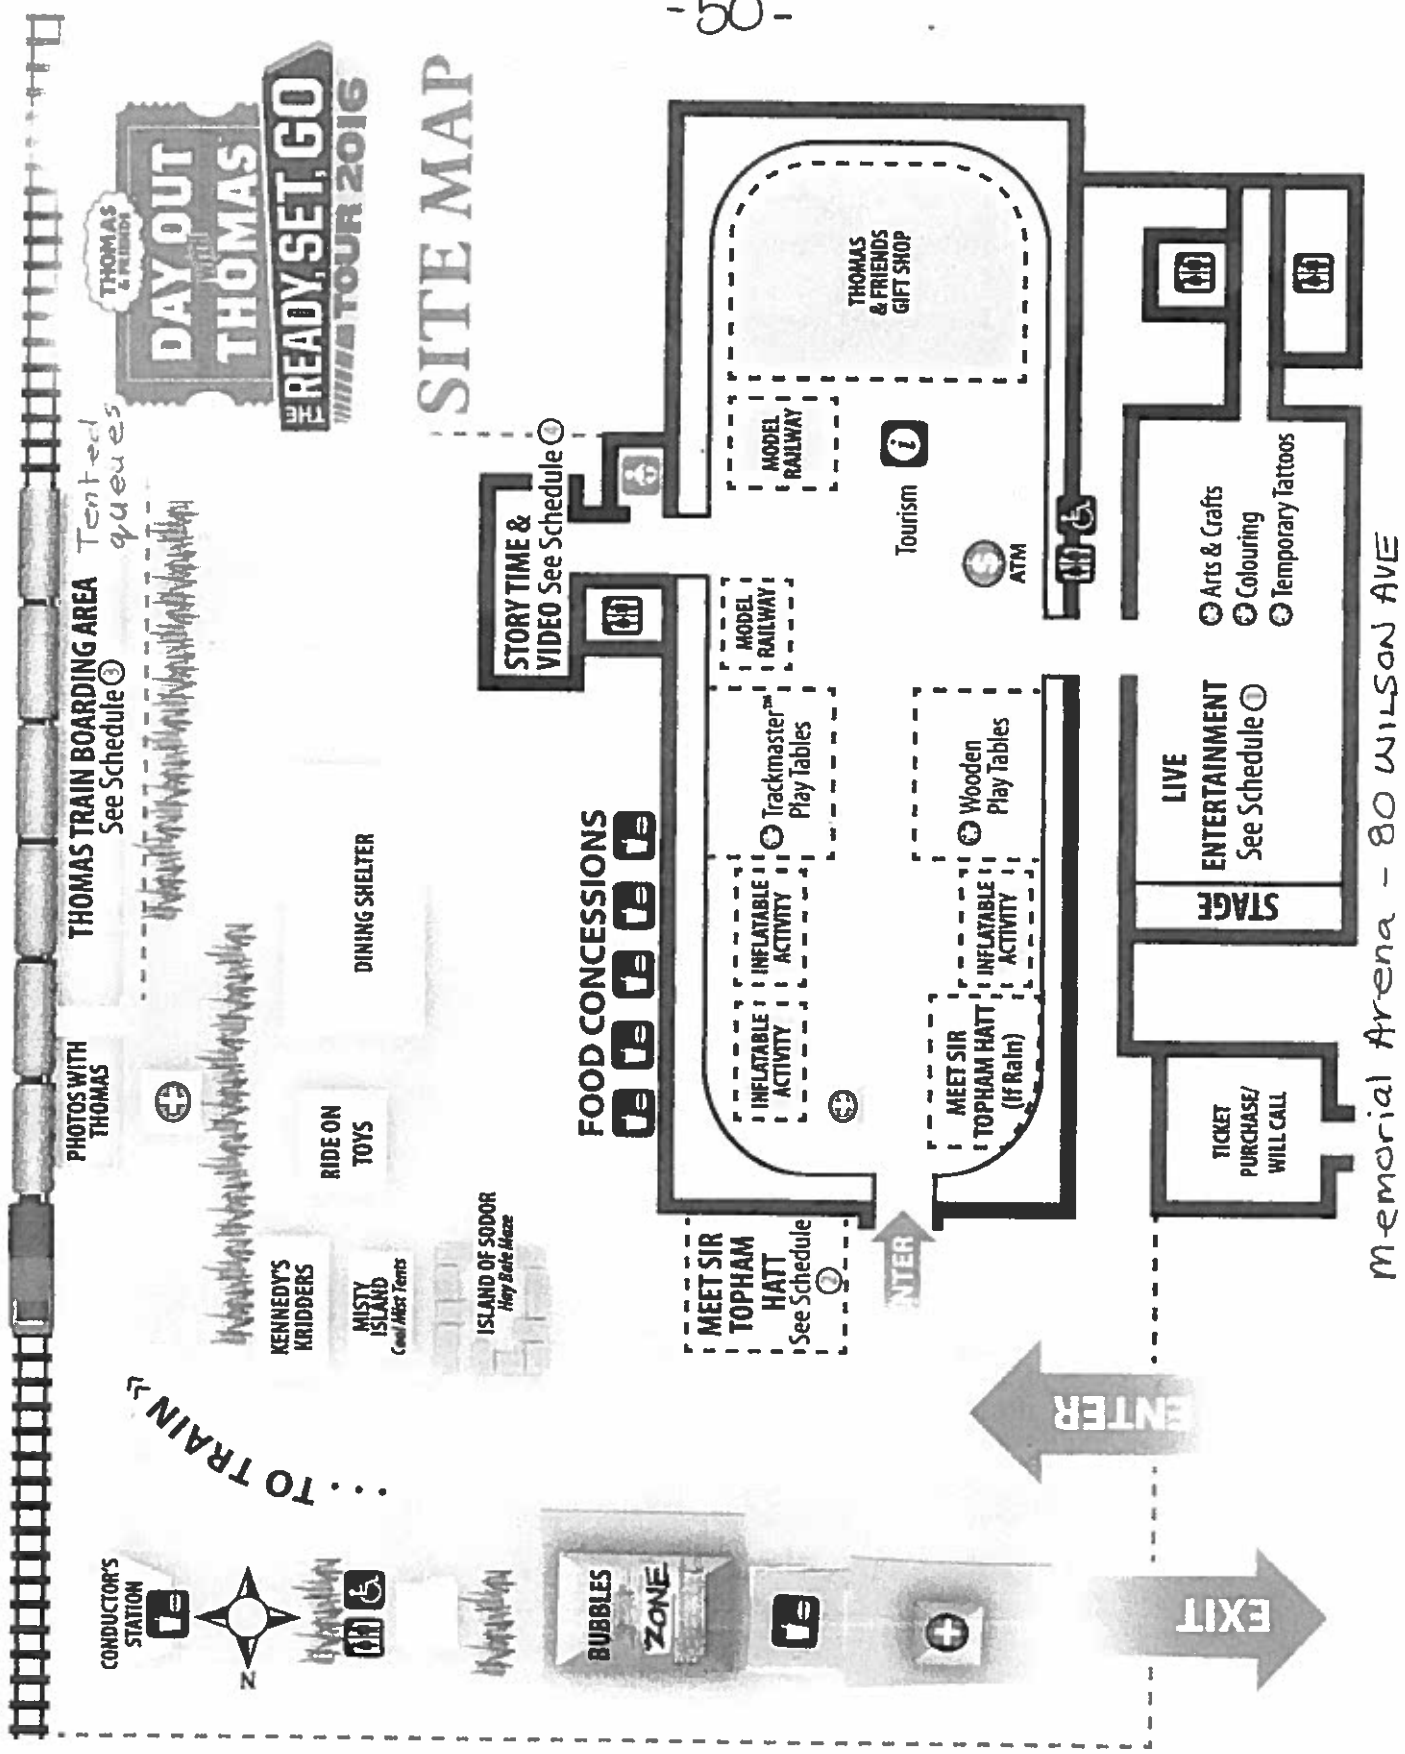 -50-
THOMAS
& FRIENDS
DAY OUT
with
THOMAS
THE READY, SET, GO
TOUR 2016
SITE MAP
Tented
queues
THOMAS TRAIN BOARDING AREA
See Schedule 3
PHOTOS WITH
THOMAS
DINING SHELTER
RIDE ON
TOYS
KENNEDY'S
KRIDDERS
MISTY
ISLAND
Cool Mist Tents
ISLAND OF SODOR
Hay Bale Maze
TO TRAIN
CONDUCTOR'S
STATION
N
BUBBLES
ZONE
STORY TIME &
VIDEO See Schedule 4
FOOD CONCESSIONS
THOMAS
& FRIENDS
GIFT SHOP
MODEL
RAILWAY
i
Tourism
$
ATM
MODEL
RAILWAY
Trackmaster™
Play Tables
Wooden
Play Tables
INFLATABLE
ACTIVITY
INFLATABLE
ACTIVITY
INFLATABLE
ACTIVITY
MEET SIR
TOPHAM HATT
(If Rain)
MEET SIR
TOPHAM
HATT
See Schedule
2
ENTER
Arts & Crafts
Colouring
Temporary Tattoos
LIVE
ENTERTAINMENT
See Schedule 1
STAGE
TICKET
PURCHASE/
WILL CALL
ENTER
EXIT
Memorial Arena - 80 WILSON AVE